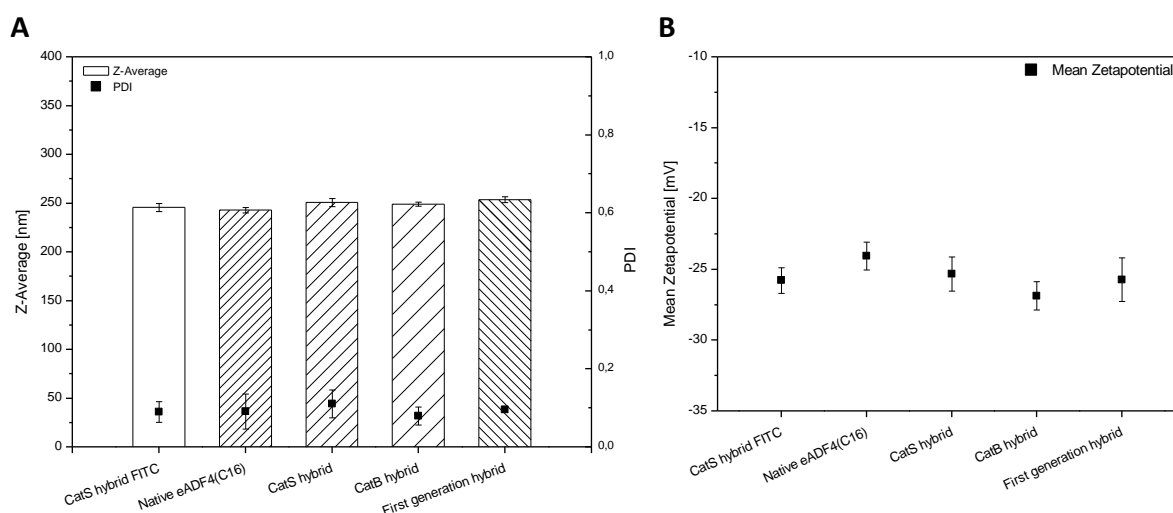 A
400
350
300
250
200
150
100
50
0
Z-Average [nm]
Z-Average
PDI
1,0
0,8
0,6
0,4
0,2
0,0
PDI
CatS hybrid FITC
Native eADF4(C16)
CatS hybrid
CatB hybrid
First generation hybrid
B
-10
-15
-20
-25
-30
-35
Mean Zetapotential [mV]
Mean Zetapotential
CatS hybrid FITC
Native eADF4(C16)
CatS hybrid
CatB hybrid
First generation hybrid